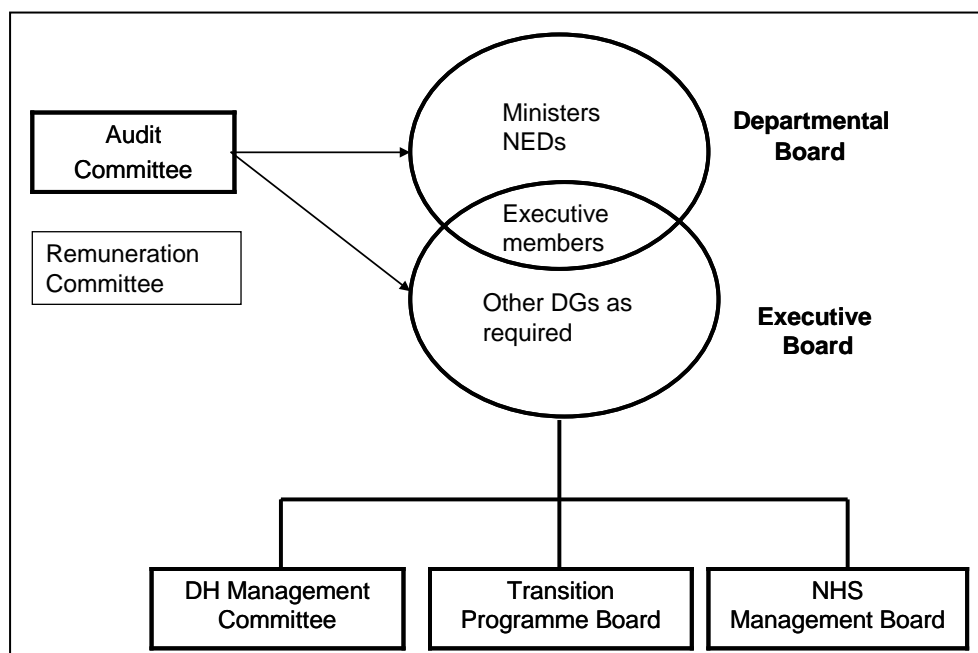 Ministers
NEDs
Departmental
Board
Audit
Committee
Executive
members
Remuneration
Committee
Other DGs as
required
Executive
Board
DH Management
Committee
Transition
Programme Board
NHS
Management Board